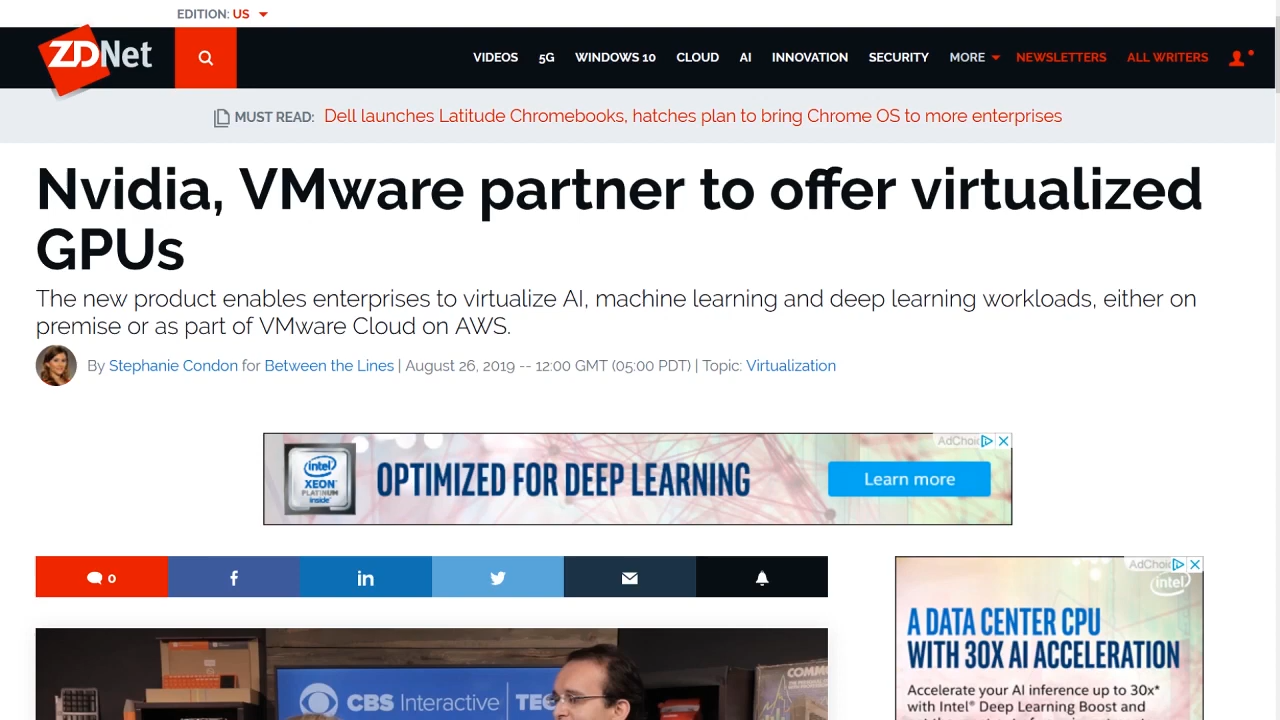 EDITION: US
ZDNet
VIDEOS 5G WINDOWS 10 CLOUD AI INNOVATION SECURITY MORE NEWSLETTERS ALL WRITERS
MUST READ: Dell launches Latitude Chromebooks, hatches plan to bring Chrome OS to more enterprises
Nvidia, VMware partner to offer virtualized
GPUs
The new product enables enterprises to virtualize AI, machine learning and deep learning workloads, either on
premise or as part of VMware Cloud on AWS.
By Stephanie Condon for Between the Lines | August 26, 2019 -- 12:00 GMT (05:00 PDT) | Topic: Virtualization
AdChoi
intel
XEON
PLATINUM
inside
OPTIMIZED FOR DEEP LEARNING
Learn more
0
AdChoi
intel
A DATA CENTER CPU
WITH 30X AI ACCELERATION
Accelerate your AI inference up to 30x*
with Intel® Deep Learning Boost and
CBS Interactive | TEC
COMM